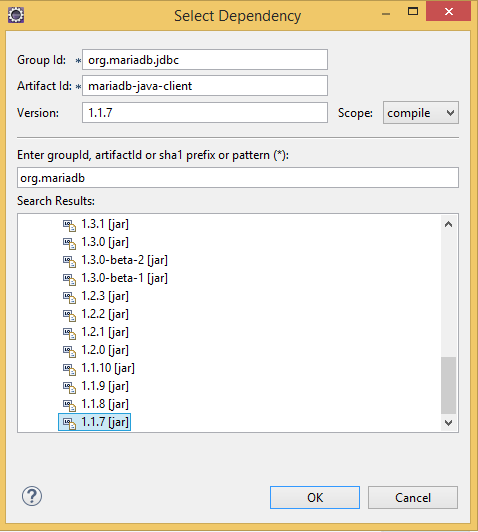 Select Dependency
Group Id: * org.mariadb.jdbc
Artifact Id: * mariadb-java-client
Version: 1.1.7 Scope: compile
Enter groupId, artifactId or sha1 prefix or pattern (*):
org.mariadb
Search Results:
1.3.1 [jar]
1.3.0 [jar]
1.3.0-beta-2 [jar]
1.3.0-beta-1 [jar]
1.2.3 [jar]
1.2.2 [jar]
1.2.1 [jar]
1.2.0 [jar]
1.1.10 [jar]
1.1.9 [jar]
1.1.8 [jar]
1.1.7 [jar]
? OK Cancel